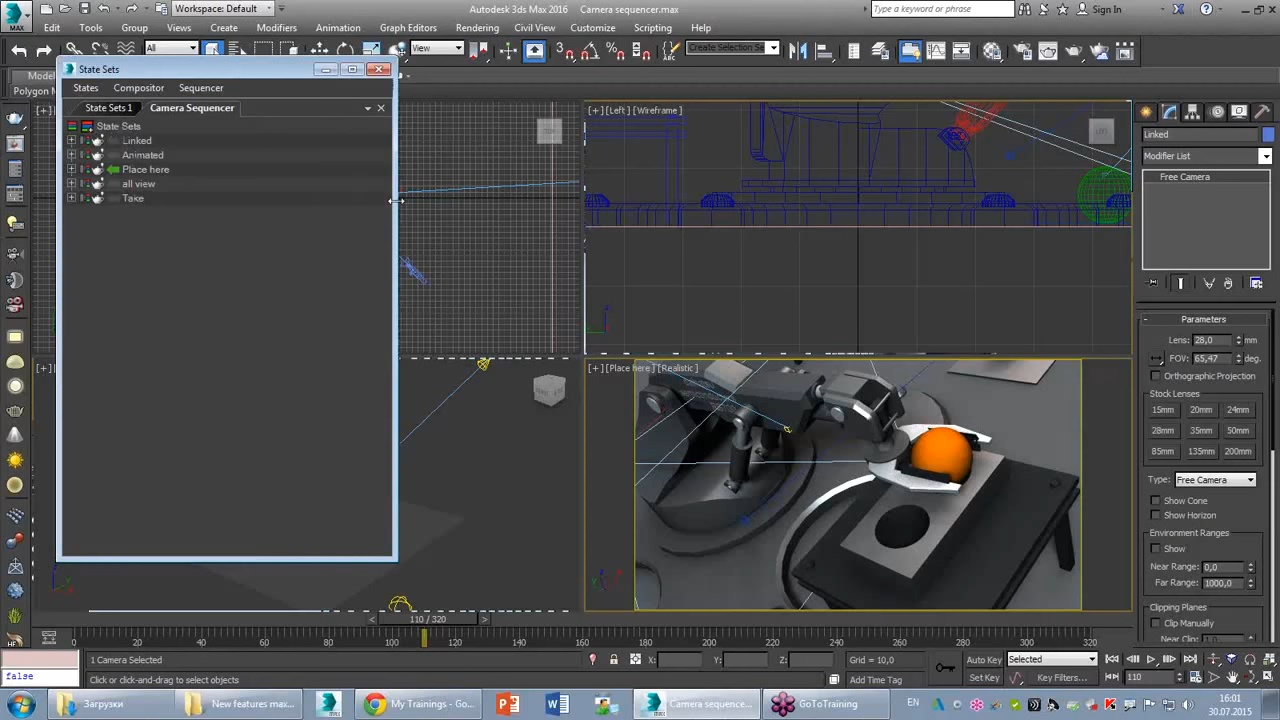 Workspace: Default
Autodesk 3ds Max 2016 Camera sequencer.max
Type a keyword or phrase
Sign In
MAX
Edit Tools Group Views Create Modifiers Animation Graph Editors Rendering Civil View Customize Scripting Help
All
View
Create Selection Se
State Sets
States Compositor Sequencer
State Sets 1 Camera Sequencer
State Sets
Linked
Animated
Place here
all view
Take
Polygon M
[+] [Left] [Wireframe]
LEFT
[+] [Place here] [Realistic]
Linked
Modifier List
Free Camera
Parameters
Lens: 28,0 mm
FOV: 65,47 deg.
Orthographic Projection
Stock Lenses
15mm 20mm 24mm
28mm 35mm 50mm
85mm 135mm 200mm
Type: Free Camera
Show Cone
Show Horizon
Environment Ranges
Show
Near Range: 0,0
Far Range: 1000,0
Clipping Planes
Clip Manually
Near Clip: 1,0
110 / 320
0 20 40 60 80 100 120 140 160 180 200 220 240 260 280 300 320
1 Camera Selected
X: Y: Z:
Grid = 10,0
Auto Key
Selected
false
Click or click-and-drag to select objects
Add Time Tag
Set Key
Key Filters...
110
Загрузки
New features max...
My Trainings - Go...
Camera sequence...
GoToTraining
EN
16:01
30.07.2015